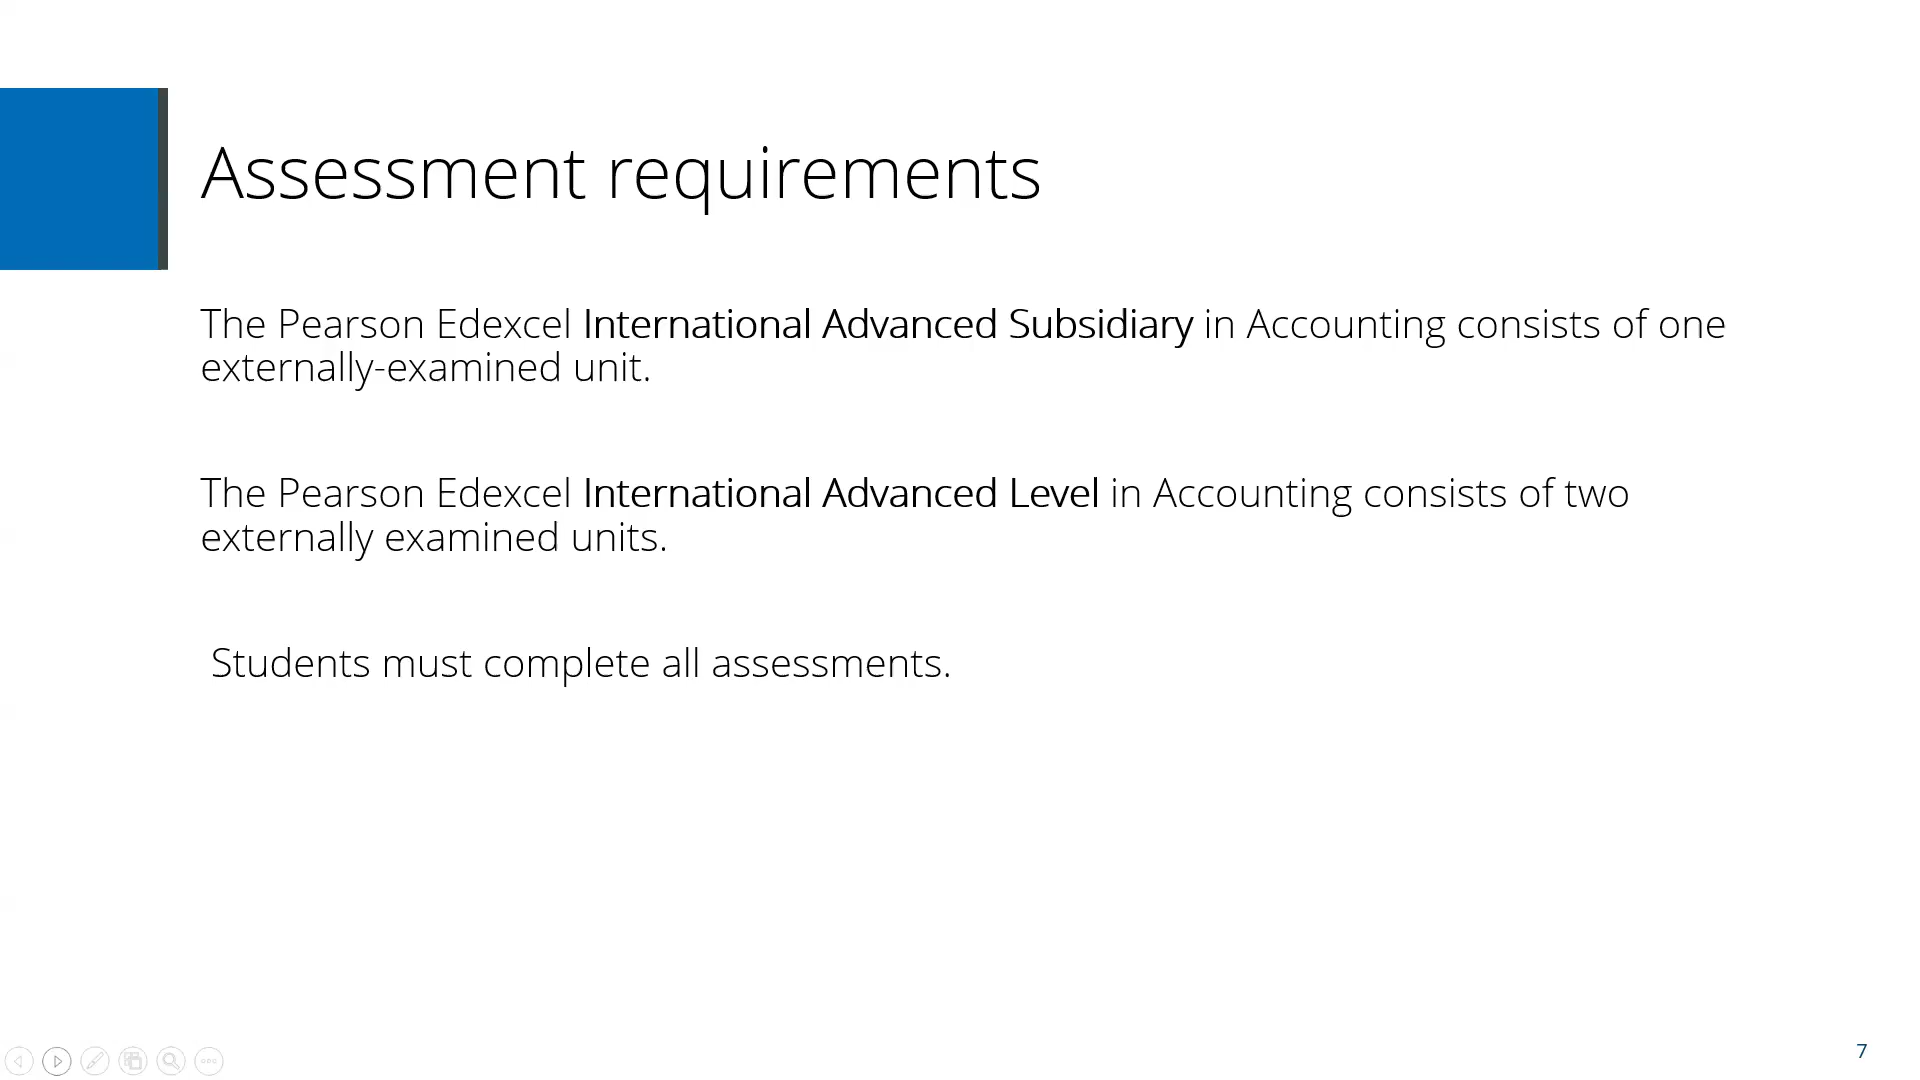 Assessment requirements
The Pearson Edexcel International Advanced Subsidiary in Accounting consists of one
externally-examined unit.
The Pearson Edexcel International Advanced Level in Accounting consists of two
externally examined units.
Students must complete all assessments.
7